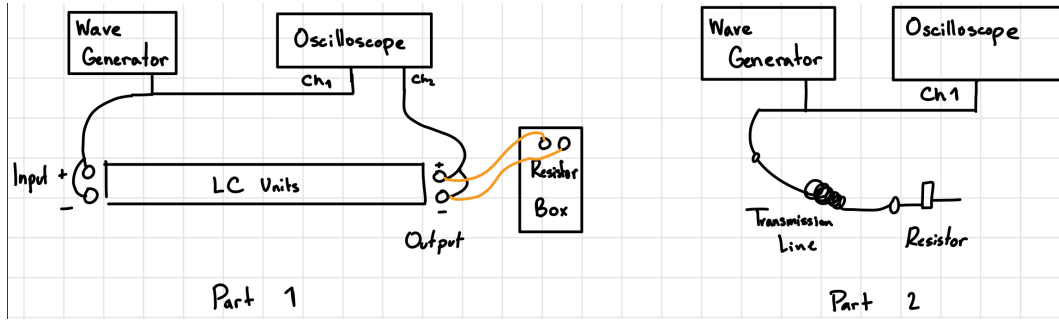 Wave
Generator
Oscilloscope
Ch1
Ch2
Input +
−
LC Units
+
−
Output
Resistor
Box
Part 1
Wave
Generator
Oscilloscope
Ch1
Transmission
Line
Resistor
Part 2